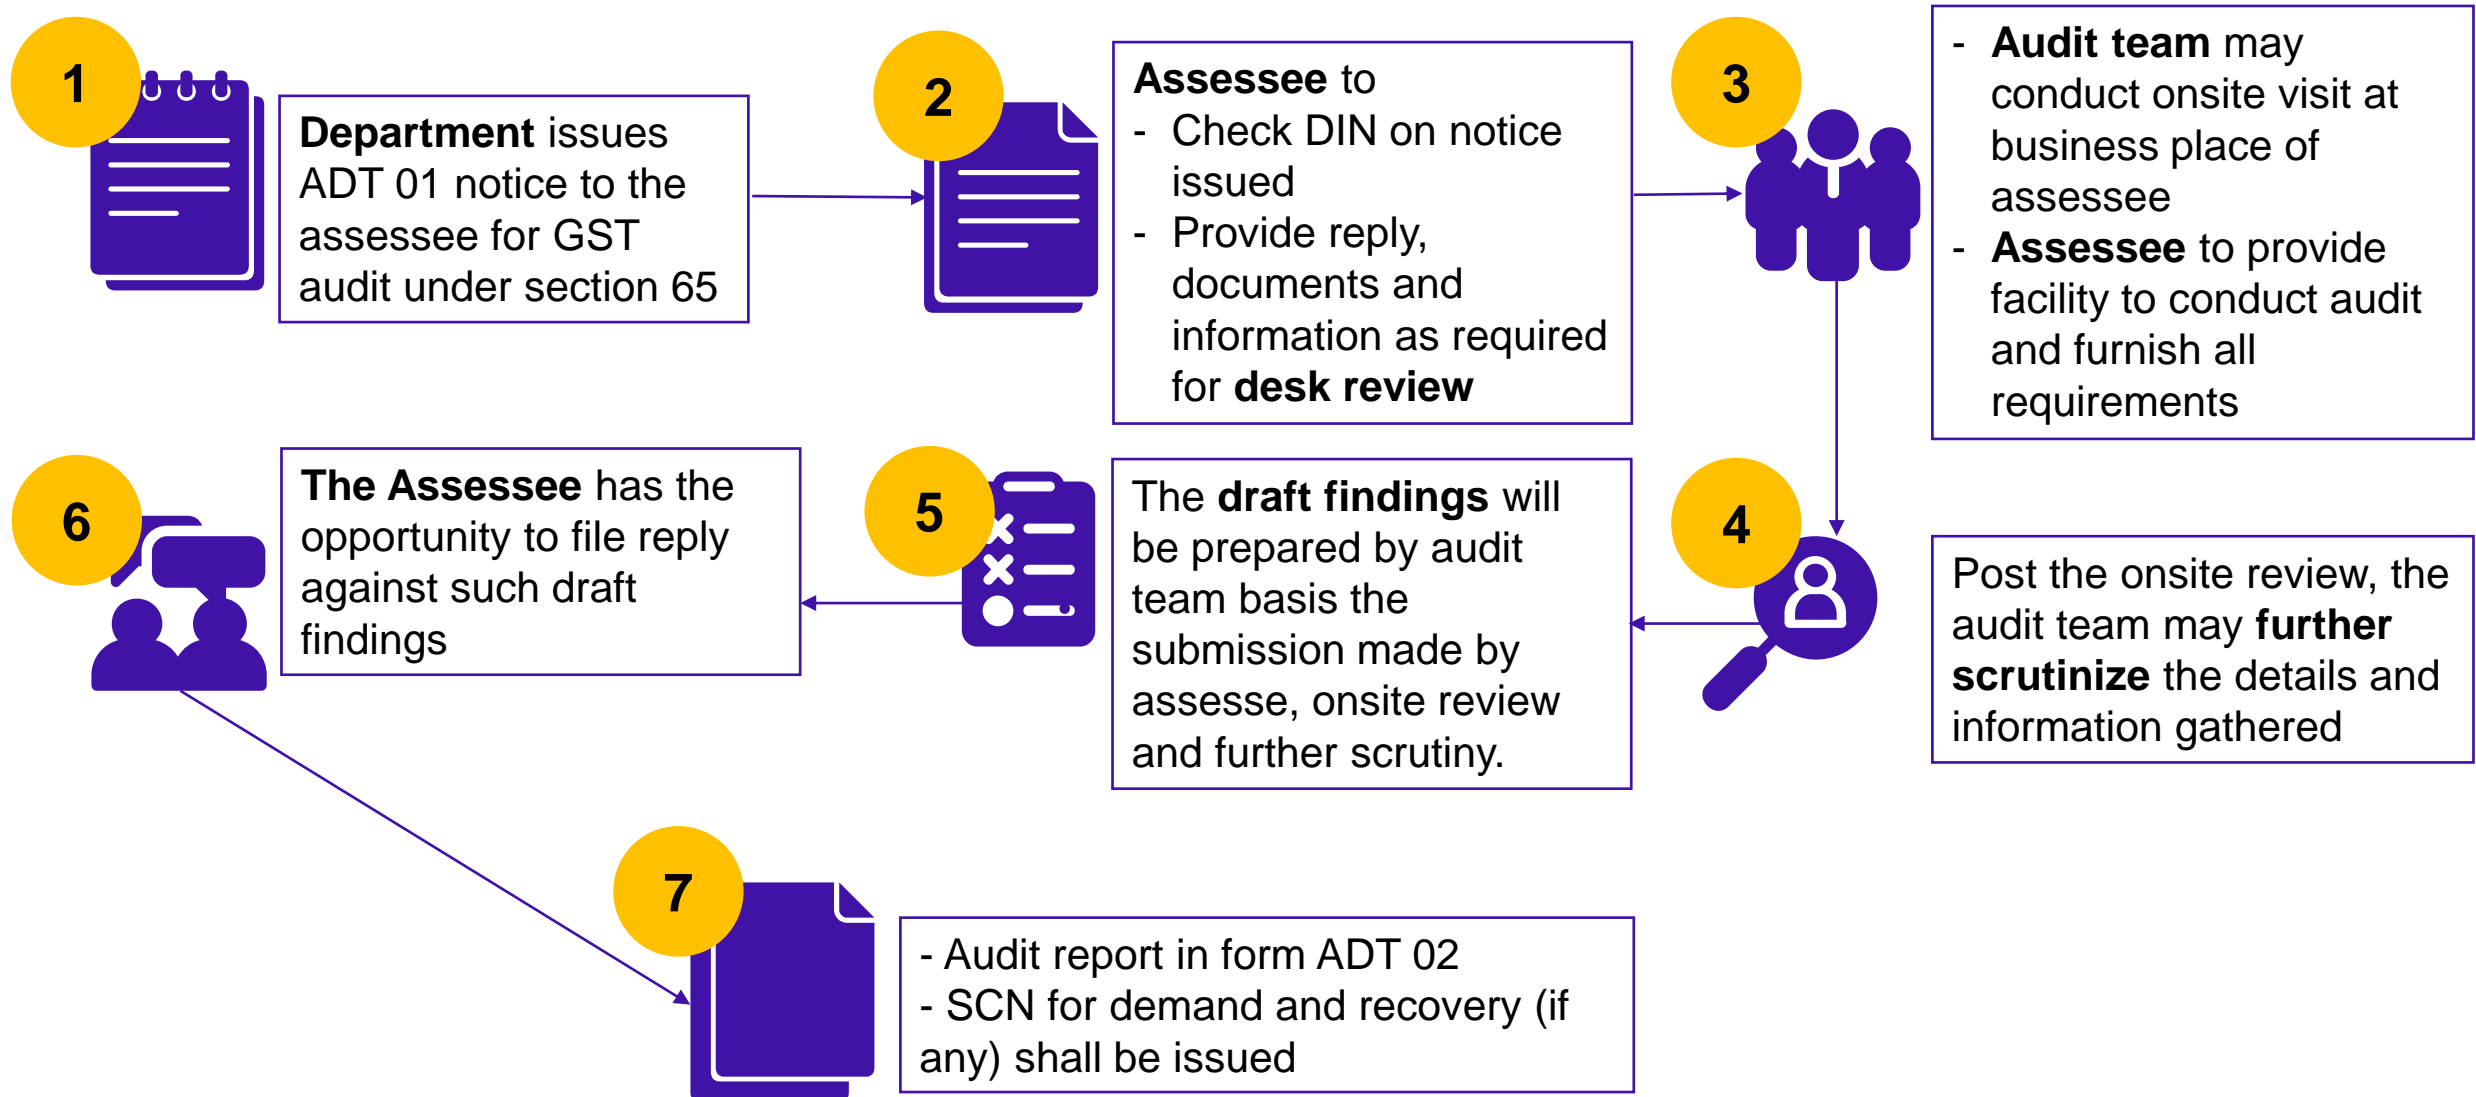 1
Department issues
ADT 01 notice to the
assessee for GST
audit under section 65
2
Assessee to
- Check DIN on notice
issued
- Provide reply,
documents and
information as required
for desk review
3
- Audit team may
conduct onsite visit at
business place of
assessee
- Assessee to provide
facility to conduct audit
and furnish all
requirements
4
Post the onsite review, the
audit team may further
scrutinize the details and
information gathered
5
The draft findings will
be prepared by audit
team basis the
submission made by
assesse, onsite review
and further scrutiny.
6
The Assessee has the
opportunity to file reply
against such draft
findings
7
- Audit report in form ADT 02
- SCN for demand and recovery (if
any) shall be issued